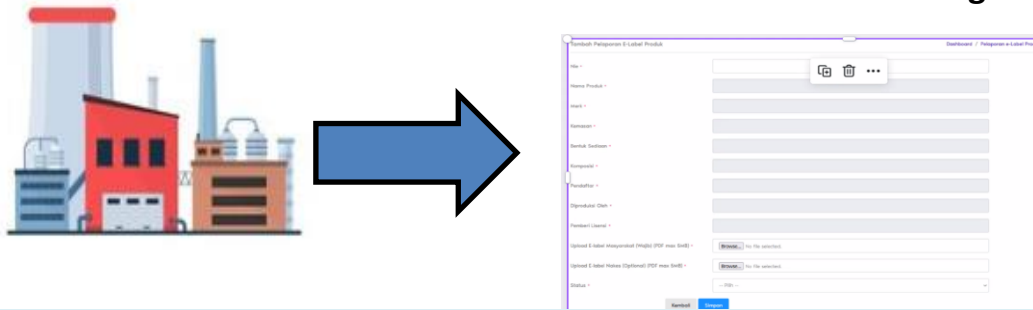 Tambah Pelaporan E-Label Produk
Dashboard / Pelaporan e-Label Pro
Nie *
Nama Produk *
Merk *
Kemasan *
Bentuk Sediaan *
Komposisi *
Pendaftar *
Diproduksi Oleh *
Pemberi Lisensi *
Upload E-label Masyarakat (Wajib) (PDF max 5MB) *
Browse... No file selected.
Upload E-label Nakes (Optional) (PDF max 5MB) *
Browse... No file selected.
Status *
-- Pilih --
Kembali Simpan